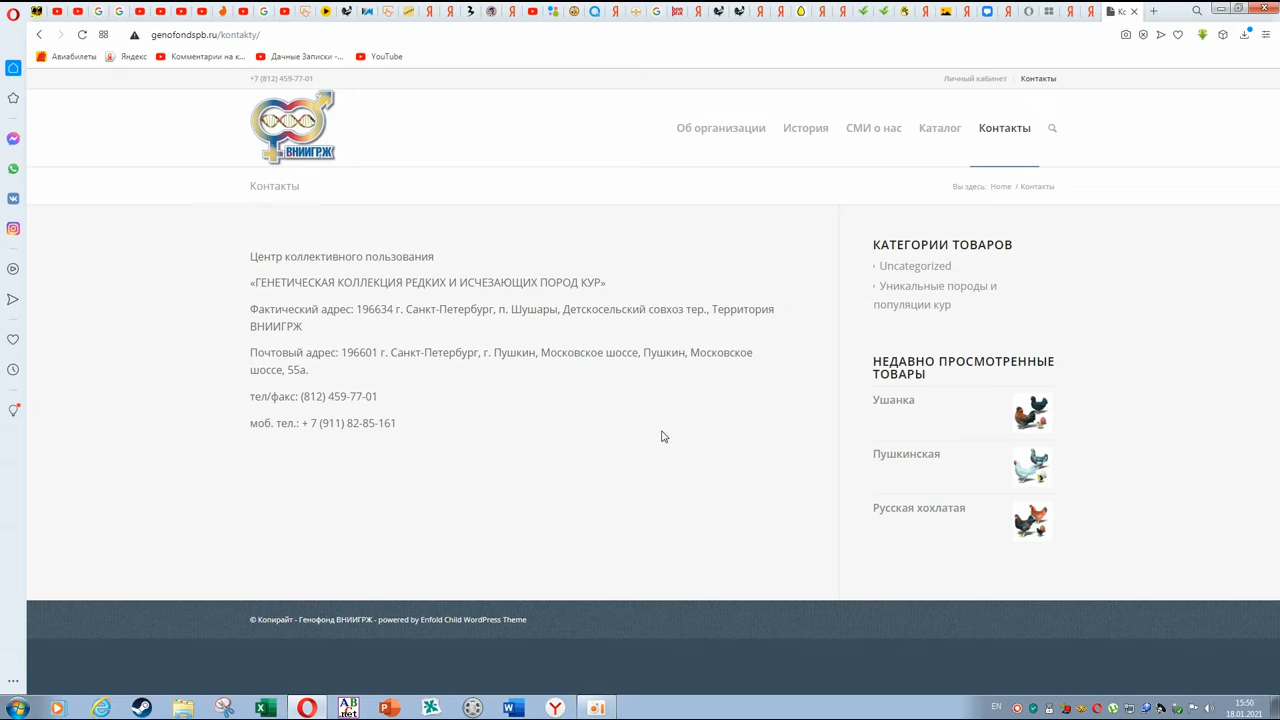 Кс
genofondspb.ru/kontakty/
Авиабилеты
Яндекс
Комментарии на к...
Дачные Записки -...
YouTube
+7 (812) 459-77-01
Личный кабинет
Контакты
ВНИИГРЖ
Об организации
История
СМИ о нас
Каталог
Контакты
Контакты
Вы здесь: Home / Контакты
Центр коллективного пользования
«ГЕНЕТИЧЕСКАЯ КОЛЛЕКЦИЯ РЕДКИХ И ИСЧЕЗАЮЩИХ ПОРОД КУР»
Фактический адрес: 196634 г. Санкт-Петербург, п. Шушары, Детскосельский совхоз тер., Территория
ВНИИГРЖ
Почтовый адрес: 196601 г. Санкт-Петербург, г. Пушкин, Московское шоссе, Пушкин, Московское
шоссе, 55а.
тел/факс: (812) 459-77-01
моб. тел.: + 7 (911) 82-85-161
КАТЕГОРИИ ТОВАРОВ
Uncategorized
Уникальные породы и
популяции кур
НЕДАВНО ПРОСМОТРЕННЫЕ
ТОВАРЫ
Ушанка
Пушкинская
Русская хохлатая
© Копирайт - Генофонд ВНИИГРЖ - powered by Enfold Child WordPress Theme
EN
15:50
18.01.2021